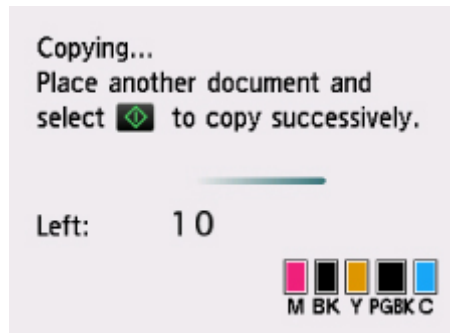 Copying...
Place another document and
select to copy successively.
Left: 10
M BK Y PGBK C